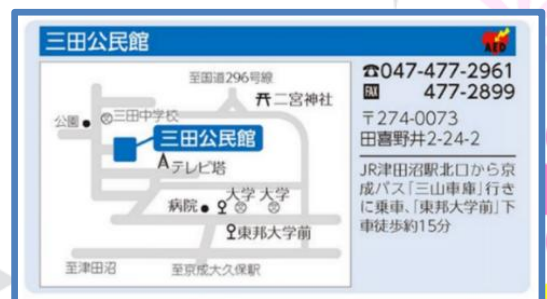 三田公民館
AED
至国道296号線
二宮神社
公園
三田中学校
三田公民館
テレビ塔
大学 大学
病院
東邦大学前
至津田沼
至京成大久保駅
☎047-477-2961
FAX 477-2899
〒274-0073
田喜野井2-24-2
JR津田沼駅北口から京
成バス「三山車庫」行き
に乗車、「東邦大学前」下
車徒歩約15分